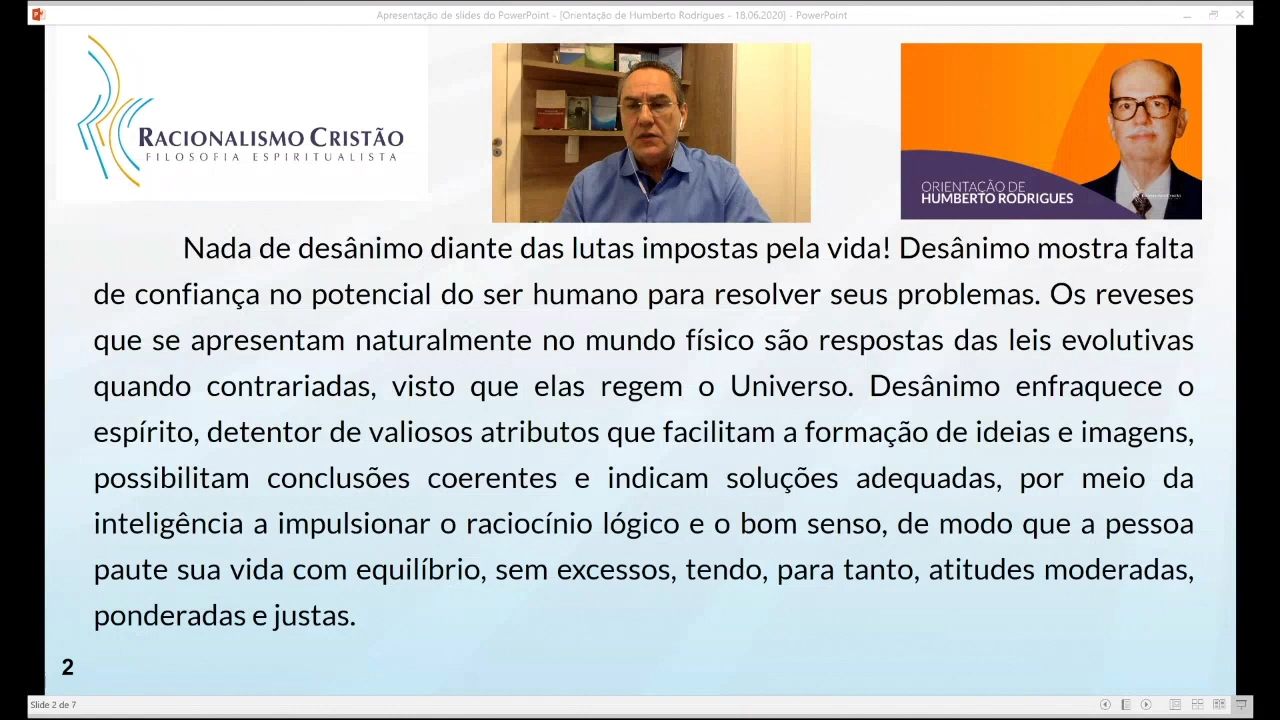 Apresentação de slides do PowerPoint - [Orientação de Humberto Rodrigues - 18.06.2020] - PowerPoint
RACIONALISMO CRISTÃO
FILOSOFIA ESPIRITUALISTA
ORIENTAÇÃO DE
HUMBERTO RODRIGUES
Nada de desânimo diante das lutas impostas pela vida! Desânimo mostra falta
de confiança no potencial do ser humano para resolver seus problemas. Os reveses
que se apresentam naturalmente no mundo físico são respostas das leis evolutivas
quando contrariadas, visto que elas regem o Universo. Desânimo enfraquece o
espírito, detentor de valiosos atributos que facilitam a formação de ideias e imagens,
possibilitam conclusões coerentes e indicam soluções adequadas, por meio da
inteligência a impulsionar o raciocínio lógico e o bom senso, de modo que a pessoa
paute sua vida com equilíbrio, sem excessos, tendo, para tanto, atitudes moderadas,
ponderadas e justas.
2
Slide 2 de 7